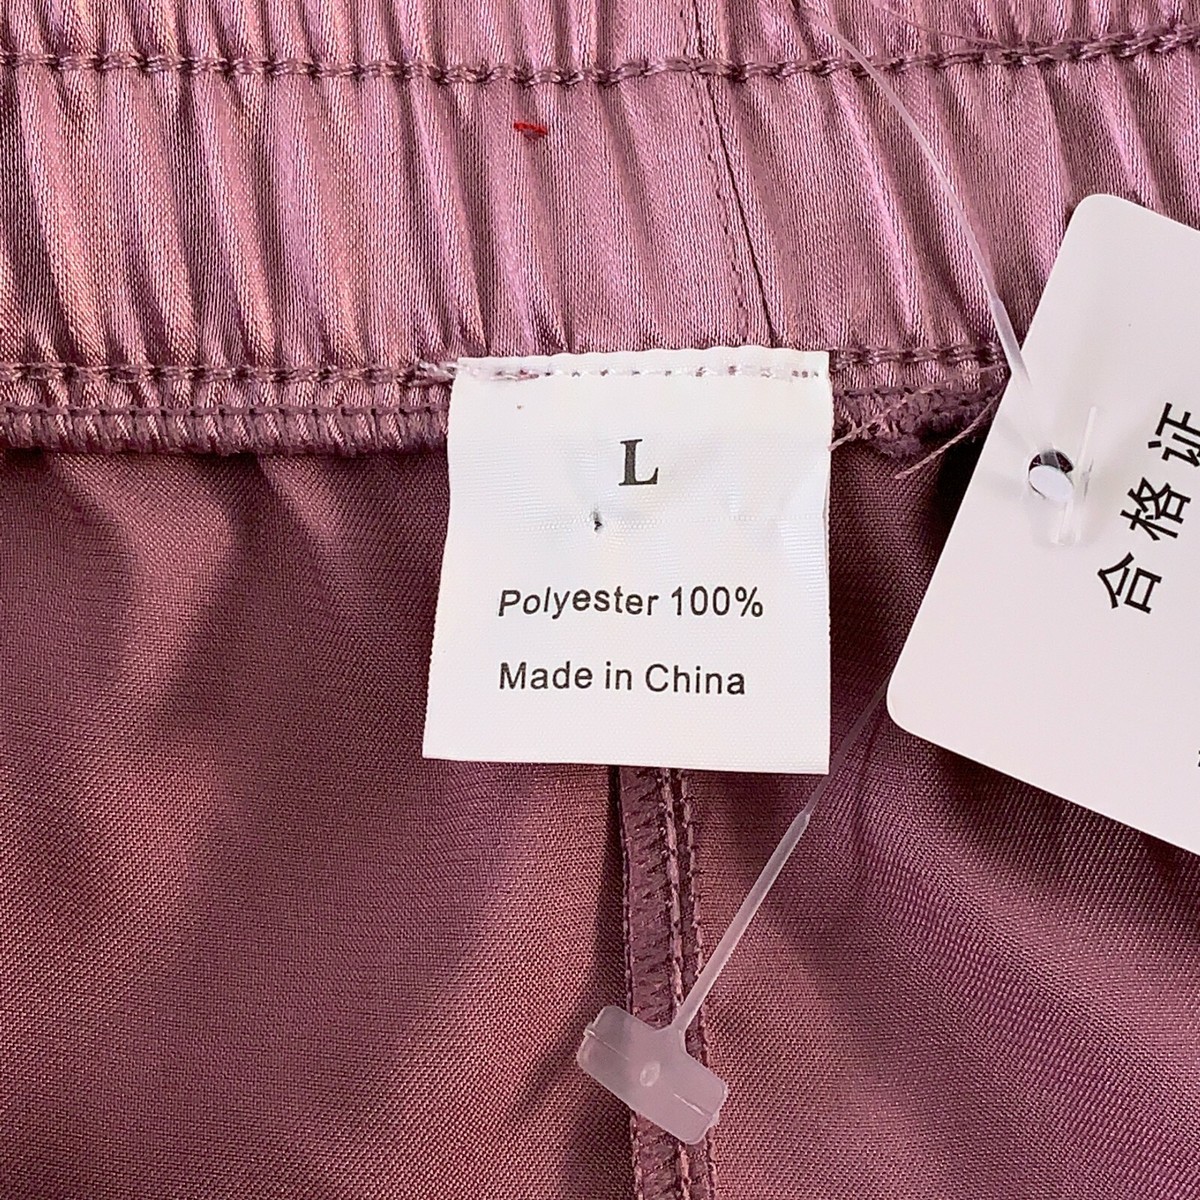 L
Polyester 100%
Made in China
合格证